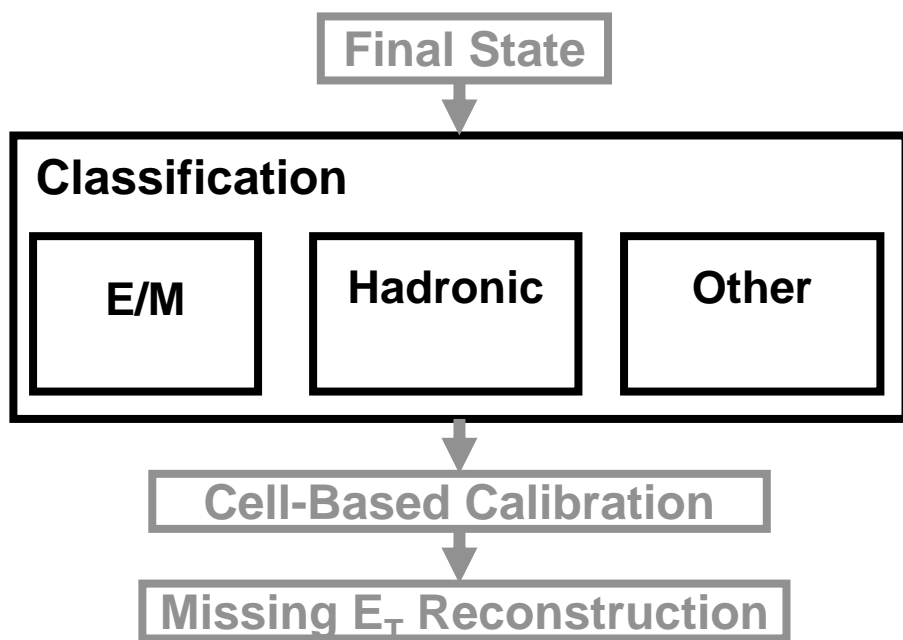 Final State
Classification
E/M
Hadronic
Other
Cell-Based Calibration
Missing E_T Reconstruction